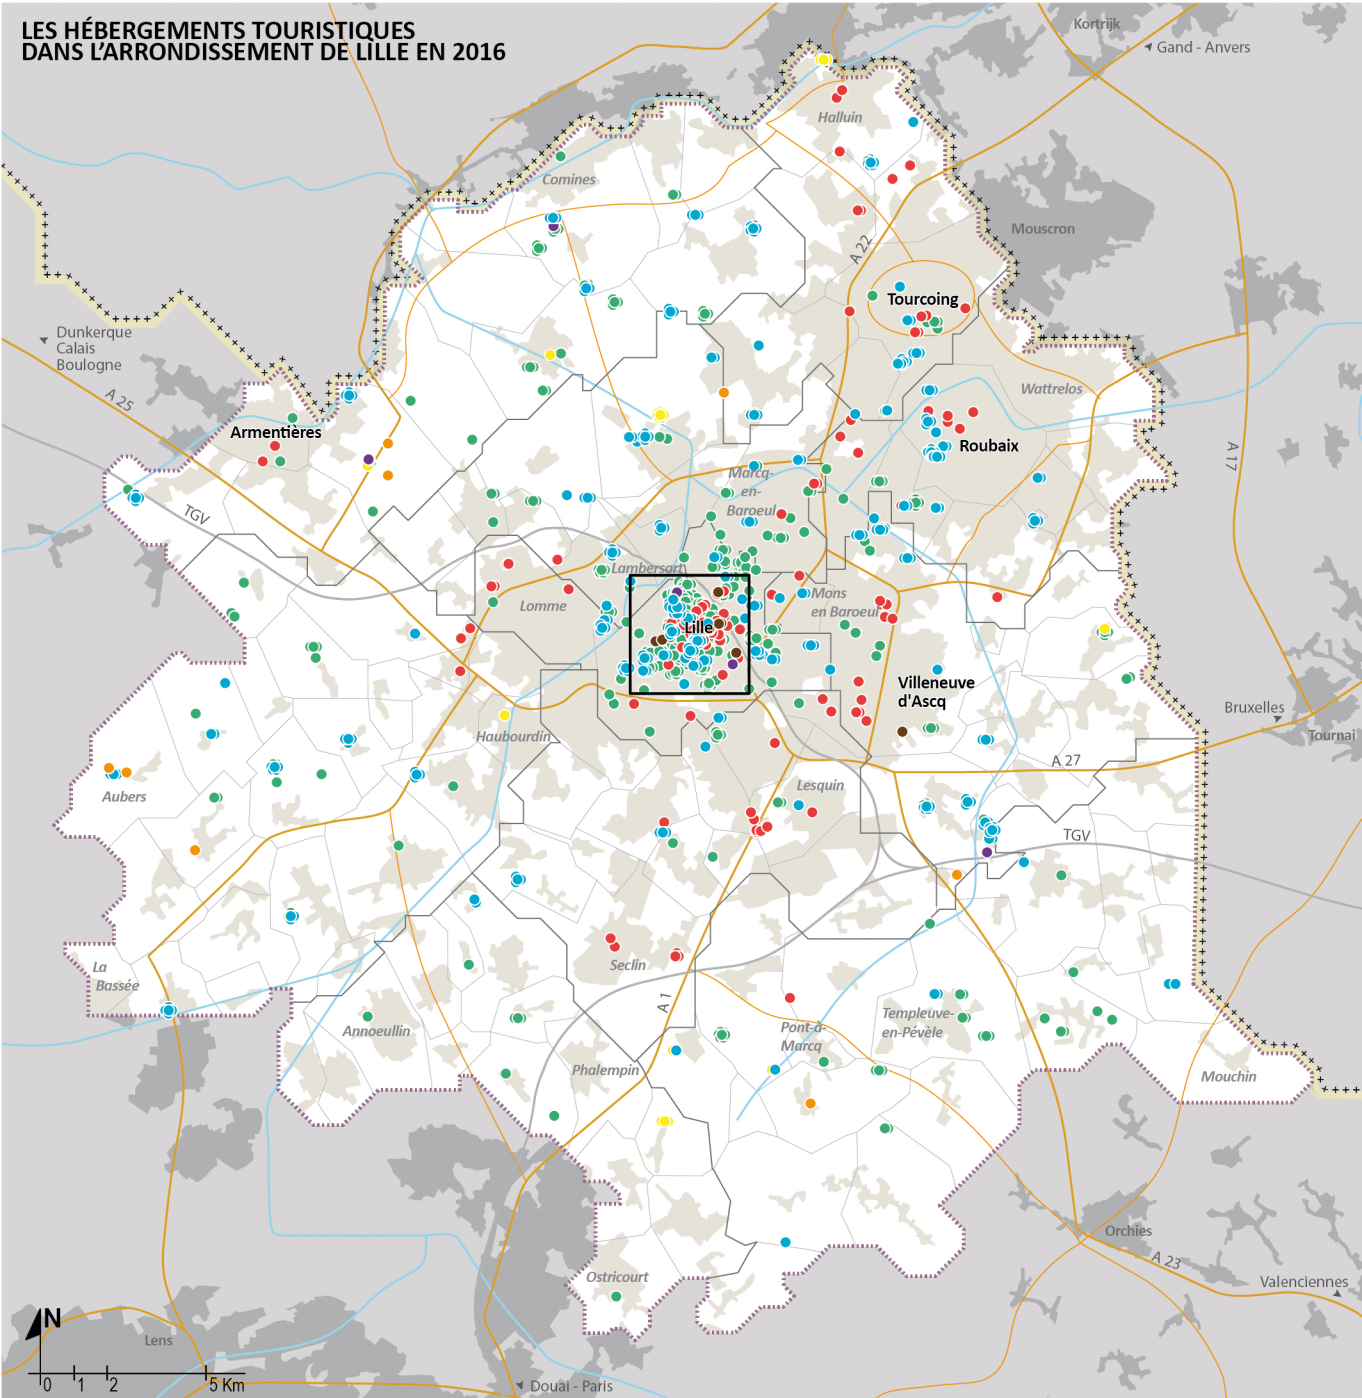 LES HÉBERGEMENTS TOURISTIQUES
DANS L'ARRONDISSEMENT DE LILLE EN 2016
Kortrijk
Gand - Anvers
Halluin
Comines
Mouscron
A 22
Tourcoing
Dunkerque
Calais
Boulogne
A 25
Wattrelos
Armentières
Roubaix
A 17
Marcq-
en-
Baroeul
TGV
Lambersart
Lomme
Mons
en Baroeul
Lille
Villeneuve
d'Ascq
Bruxelles
Tournai
Haubourdin
A 27
Lesquin
Aubers
TGV
Seclin
La
Bassée
A 1
Annoeullin
Pont-à-
Marcq
Templeuve-
en-Pévèle
Phalempin
Mouchin
Orchies
A 23
Ostricourt
Valenciennes
N
Lens
0 1 2 5 Km
Douai - Paris